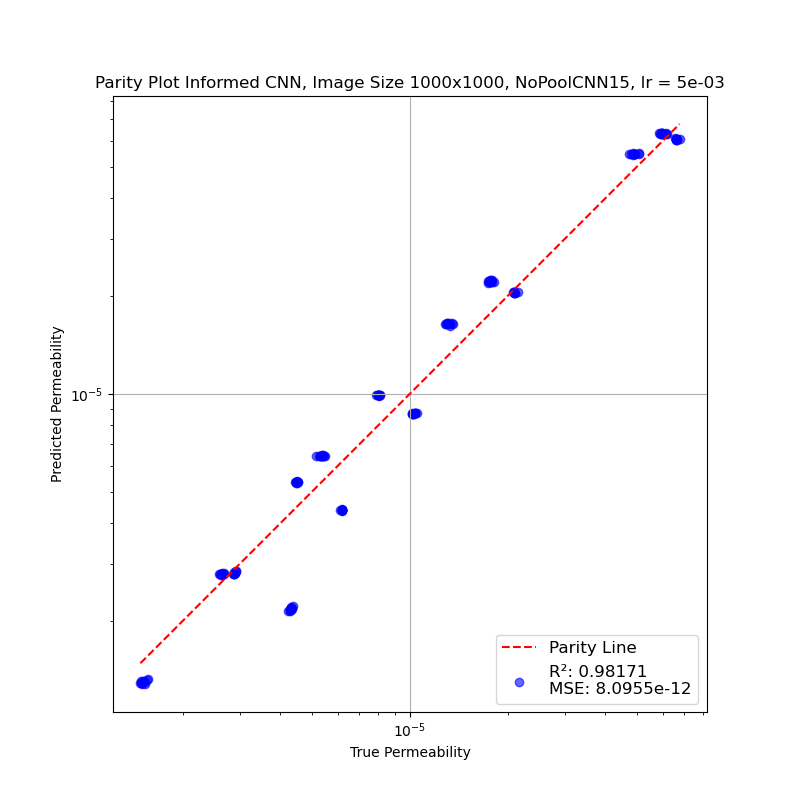 Parity Plot Informed CNN, Image Size 1000x1000, NoPoolCNN15, lr = 5e-03
Predicted Permeability
10⁻⁵
Parity Line
R²: 0.98171
MSE: 8.0955e-12
10⁻⁵
True Permeability